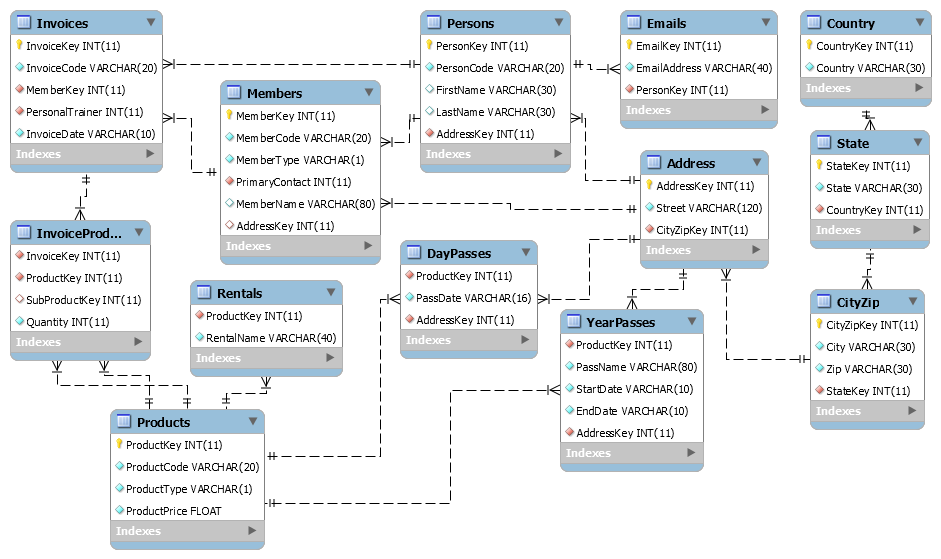 Invoices
InvoiceKey INT(11)
InvoiceCode VARCHAR(20)
MemberKey INT(11)
PersonalTrainer INT(11)
InvoiceDate VARCHAR(10)
Indexes
Members
MemberKey INT(11)
MemberCode VARCHAR(20)
MemberType VARCHAR(1)
PrimaryContact INT(11)
MemberName VARCHAR(80)
AddressKey INT(11)
Indexes
Persons
PersonKey INT(11)
PersonCode VARCHAR(20)
FirstName VARCHAR(30)
LastName VARCHAR(30)
AddressKey INT(11)
Indexes
Emails
EmailKey INT(11)
EmailAddress VARCHAR(40)
PersonKey INT(11)
Indexes
Country
CountryKey INT(11)
Country VARCHAR(30)
Indexes
State
StateKey INT(11)
State VARCHAR(30)
CountryKey INT(11)
Indexes
Address
AddressKey INT(11)
Street VARCHAR(120)
CityZipKey INT(11)
Indexes
InvoiceProd...
InvoiceKey INT(11)
ProductKey INT(11)
SubProductKey INT(11)
Quantity INT(11)
Indexes
Rentals
ProductKey INT(11)
RentalName VARCHAR(40)
Indexes
DayPasses
ProductKey INT(11)
PassDate VARCHAR(16)
AddressKey INT(11)
Indexes
YearPasses
ProductKey INT(11)
PassName VARCHAR(80)
StartDate VARCHAR(10)
EndDate VARCHAR(10)
AddressKey INT(11)
Indexes
CityZip
CityZipKey INT(11)
City VARCHAR(30)
Zip VARCHAR(30)
StateKey INT(11)
Indexes
Products
ProductKey INT(11)
ProductCode VARCHAR(20)
ProductType VARCHAR(1)
ProductPrice FLOAT
Indexes